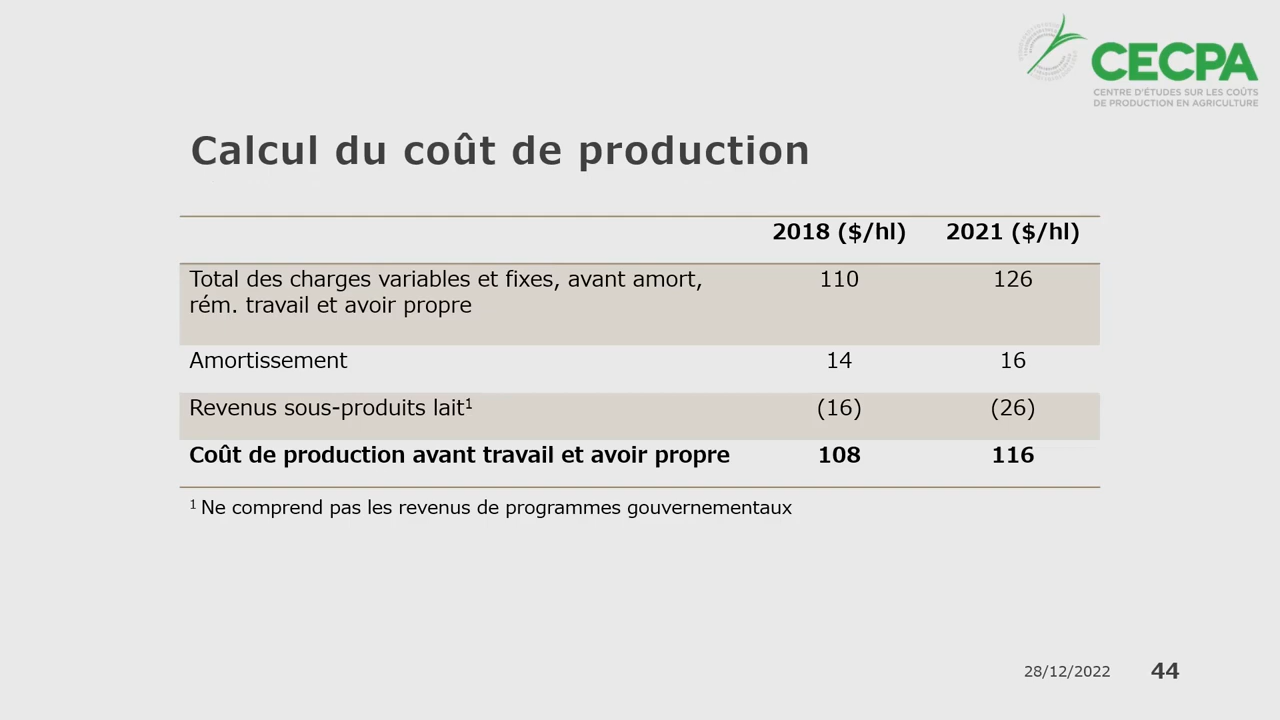 CECPA
CENTRE D'ÉTUDES SUR LES COÛTS
DE PRODUCTION EN AGRICULTURE
Calcul du coût de production
2018 ($/hl) 2021 ($/hl)
Total des charges variables et fixes, avant amort, 110 126
rém. travail et avoir propre
Amortissement 14 16
Revenus sous-produits lait¹ (16) (26)
Coût de production avant travail et avoir propre 108 116
¹ Ne comprend pas les revenus de programmes gouvernementaux
28/12/2022 44